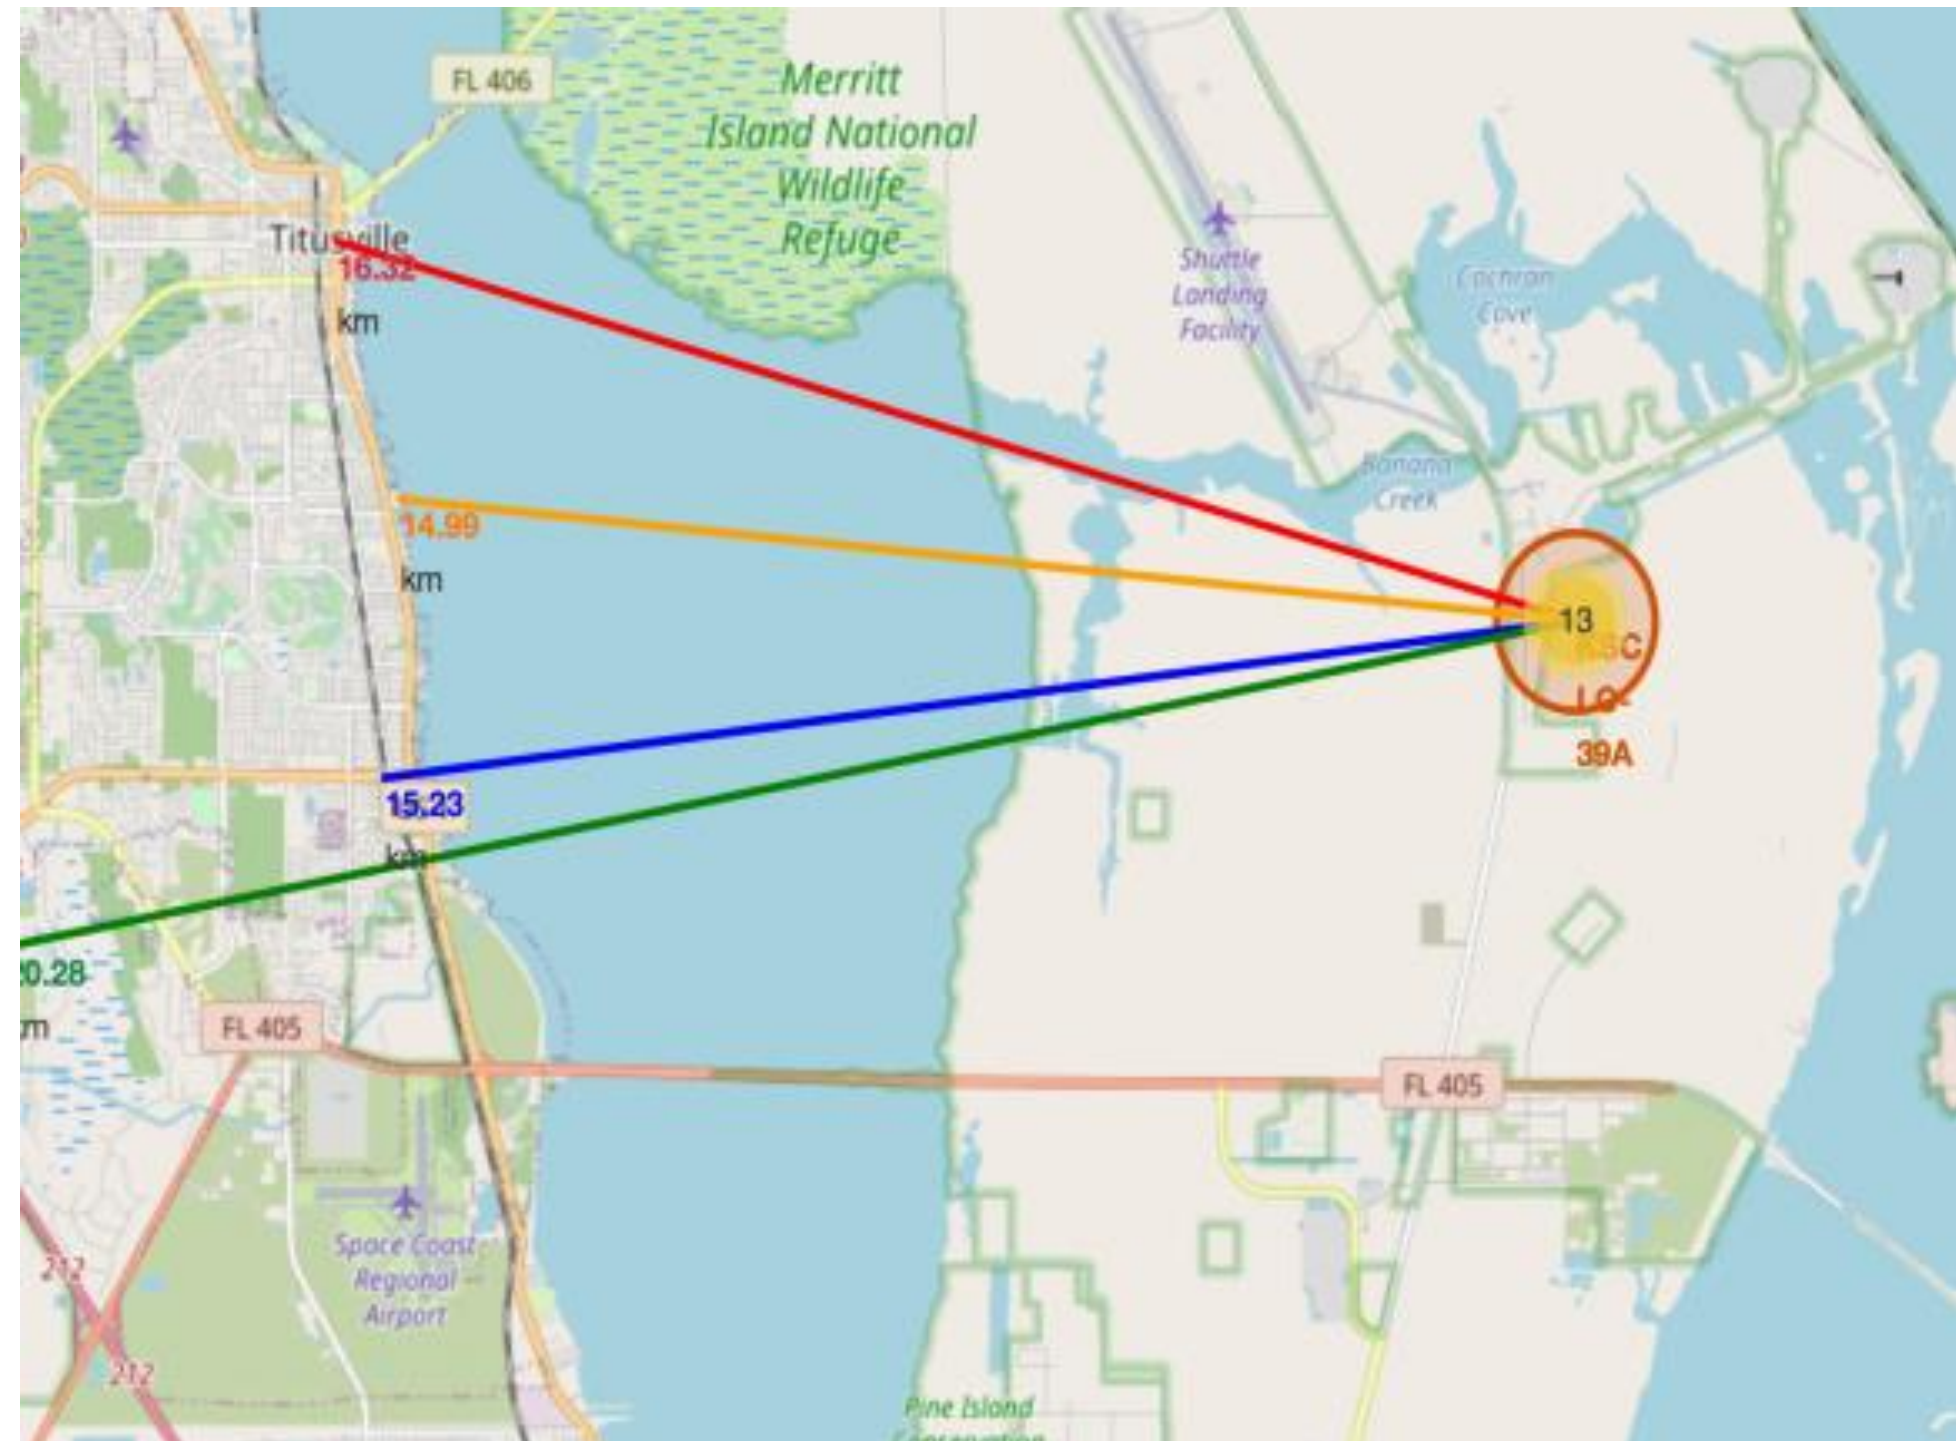 FL 406
Merritt
Island National
Wildlife
Refuge
Titusville
16.32
km
Shuttle
Landing
Facility
Cochran
Cove
Banana
Creek
14.99
km
13
LC-
39A
15.23
km
0.28
FL 405
FL 405
Space Coast
Regional
Airport
212
212
Pine Island
Conservation